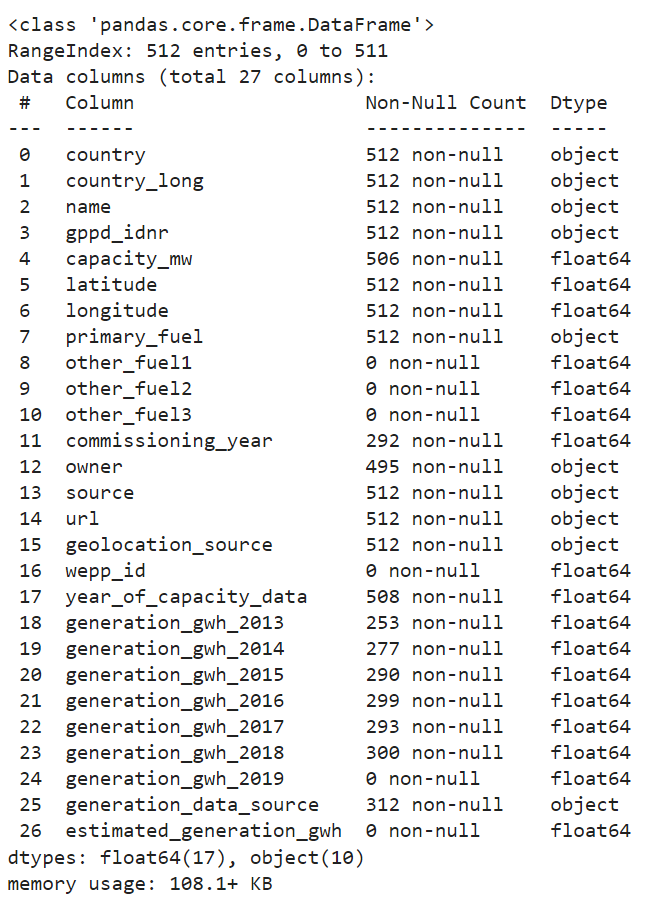 <class 'pandas.core.frame.DataFrame'>
RangeIndex: 512 entries, 0 to 511
Data columns (total 27 columns):
 #   Column                    Non-Null Count  Dtype
---  ------                    --------------  -----
 0   country                   512 non-null    object
 1   country_long              512 non-null    object
 2   name                      512 non-null    object
 3   gppd_idnr                 512 non-null    object
 4   capacity_mw               506 non-null    float64
 5   latitude                  512 non-null    float64
 6   longitude                 512 non-null    float64
 7   primary_fuel              512 non-null    object
 8   other_fuel1               0 non-null      float64
 9   other_fuel2               0 non-null      float64
 10  other_fuel3               0 non-null      float64
 11  commissioning_year        292 non-null    float64
 12  owner                     495 non-null    object
 13  source                    512 non-null    object
 14  url                       512 non-null    object
 15  geolocation_source        512 non-null    object
 16  wepp_id                   0 non-null      float64
 17  year_of_capacity_data     508 non-null    float64
 18  generation_gwh_2013       253 non-null    float64
 19  generation_gwh_2014       277 non-null    float64
 20  generation_gwh_2015       290 non-null    float64
 21  generation_gwh_2016       299 non-null    float64
 22  generation_gwh_2017       293 non-null    float64
 23  generation_gwh_2018       300 non-null    float64
 24  generation_gwh_2019       0 non-null      float64
 25  generation_data_source    312 non-null    object
 26  estimated_generation_gwh  0 non-null      float64
dtypes: float64(17), object(10)
memory usage: 108.1+ KB